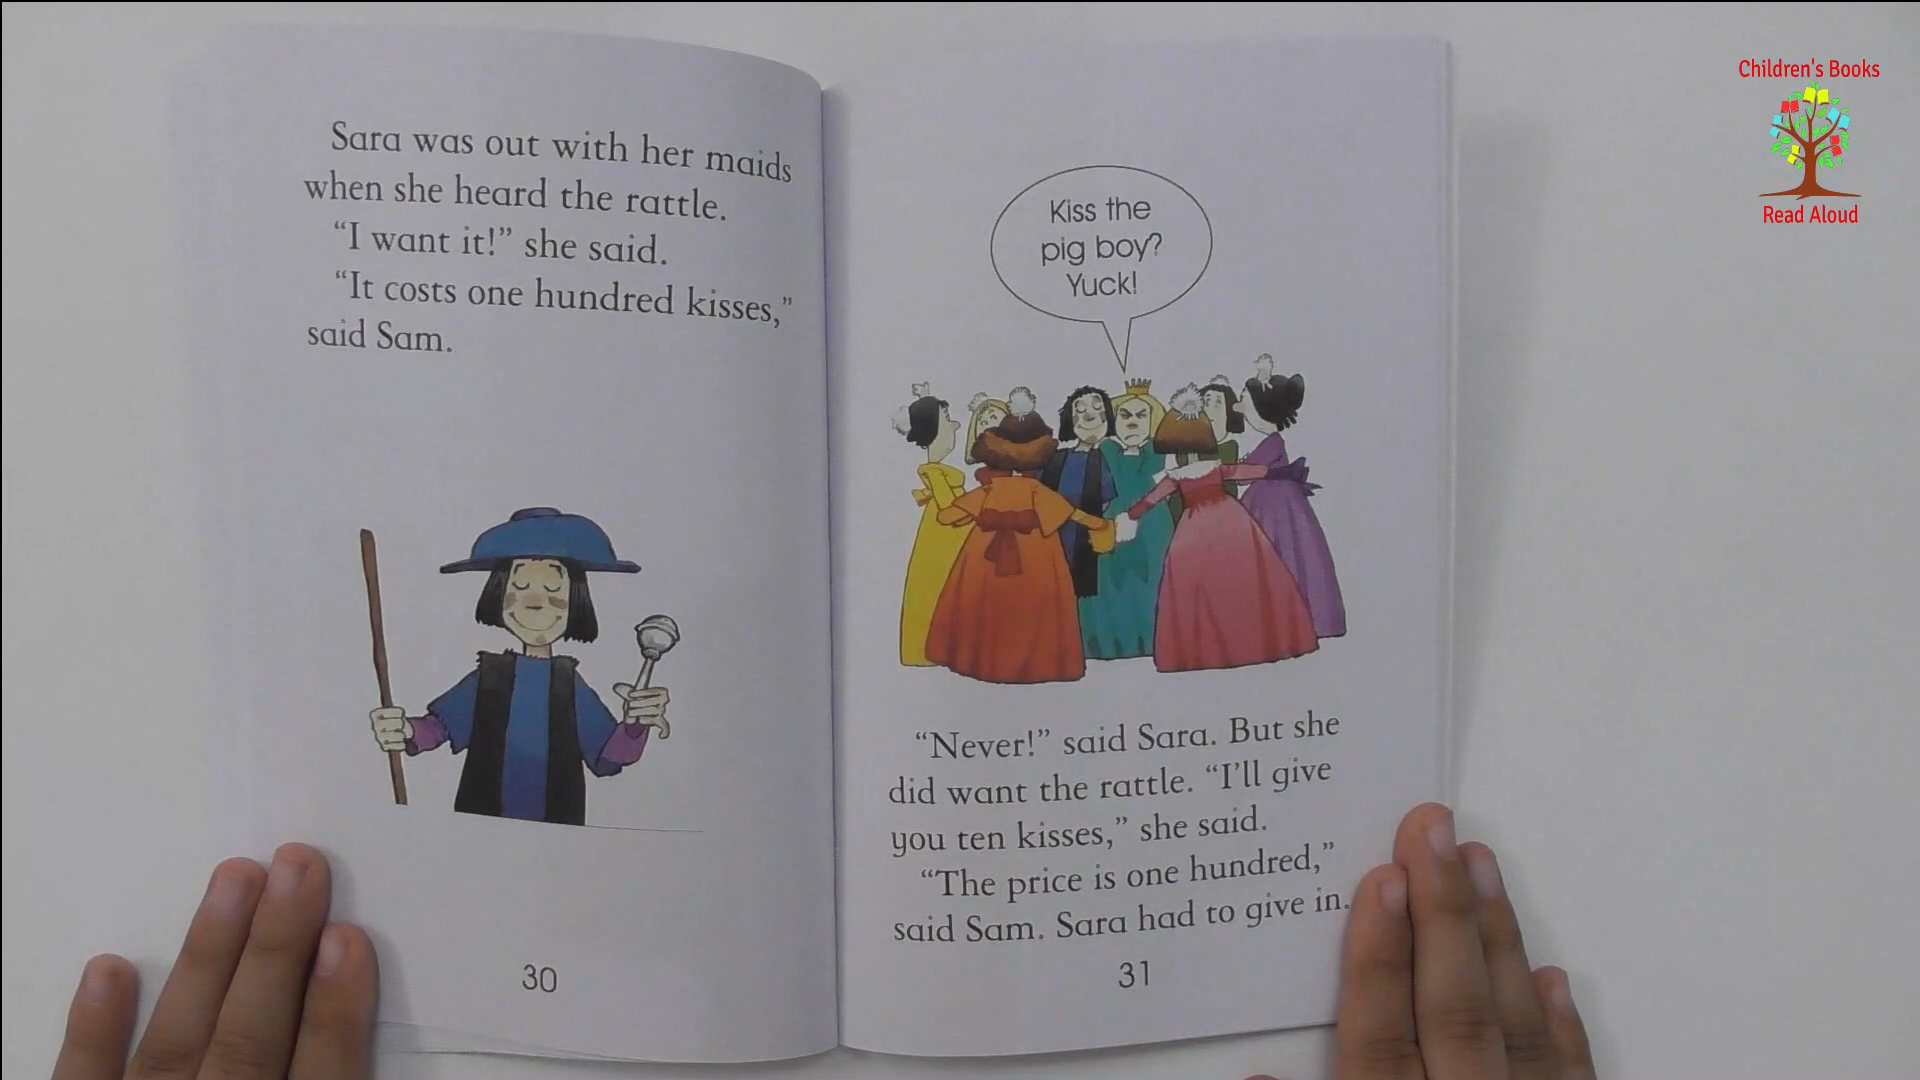 Sara was out with her maids
when she heard the rattle.
“I want it!” she said.
“It costs one hundred kisses,”
said Sam.
30
Kiss the
pig boy?
Yuck!
“Never!” said Sara. But she
did want the rattle. “I’ll give
you ten kisses,” she said.
“The price is one hundred,”
said Sam. Sara had to give in.
31
Children's Books
Read Aloud